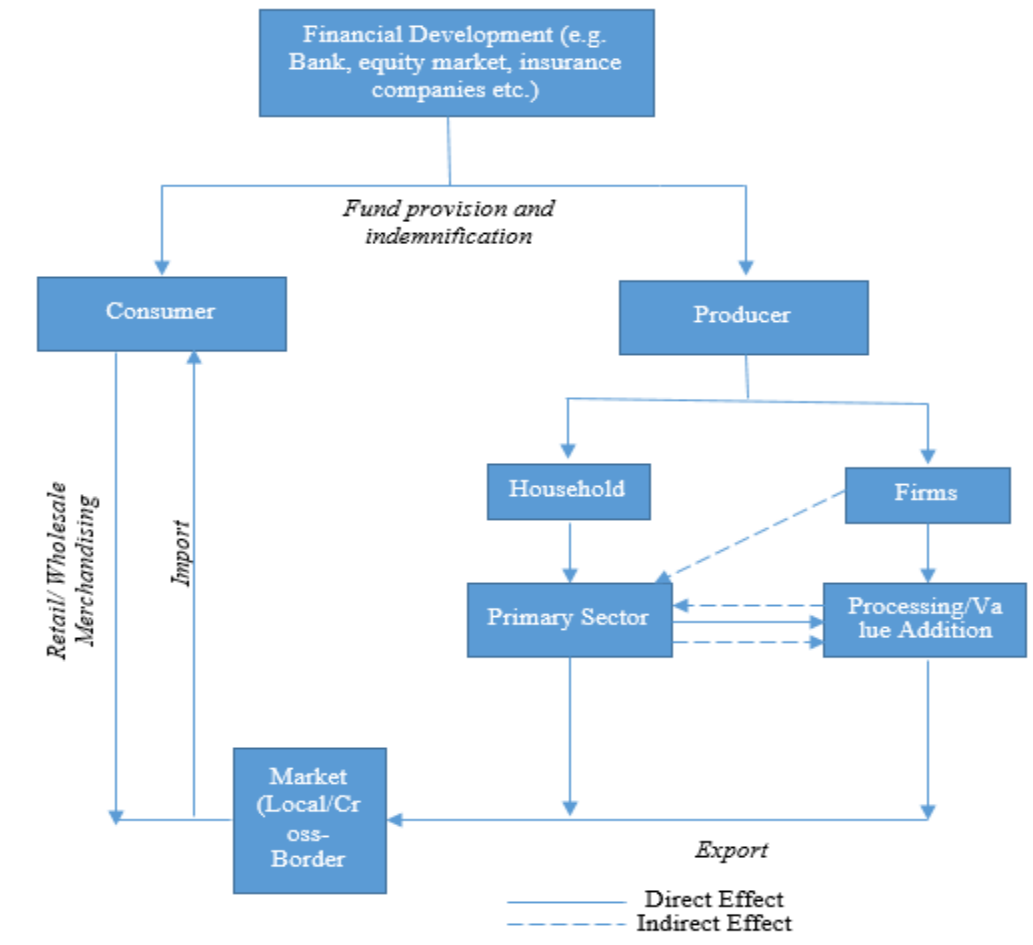 Financial Development (e.g.
Bank, equity market, insurance
companies etc.)
Fund provision and
indemnification
Consumer
Producer
Household
Firms
Retail/ Wholesale
Merchandising
Import
Primary Sector
Processing/Va
lue Addition
Market
(Local/Cr
oss-
Border
Export
Direct Effect
Indirect Effect